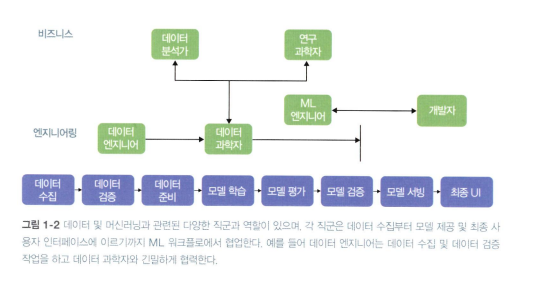 비즈니스
데이터
분석가
연구
과학자
ML
엔지니어
개발자
엔지니어링
데이터
엔지니어
데이터
과학자
데이터
수집
데이터
검증
데이터
준비
모델 학습
모델 평가
모델 검증
모델 서빙
최종 UI
그림 1-2 데이터 및 머신러닝과 관련된 다양한 직군과 역할이 있으며, 각 직군은 데이터 수집부터 모델 제공 및 최종 사
용자 인터페이스에 이르기까지 ML 워크플로에서 협업한다. 예를 들어 데이터 엔지니어는 데이터 수집 및 데이터 검증
작업을 하고 데이터 과학자와 긴밀하게 협력한다.